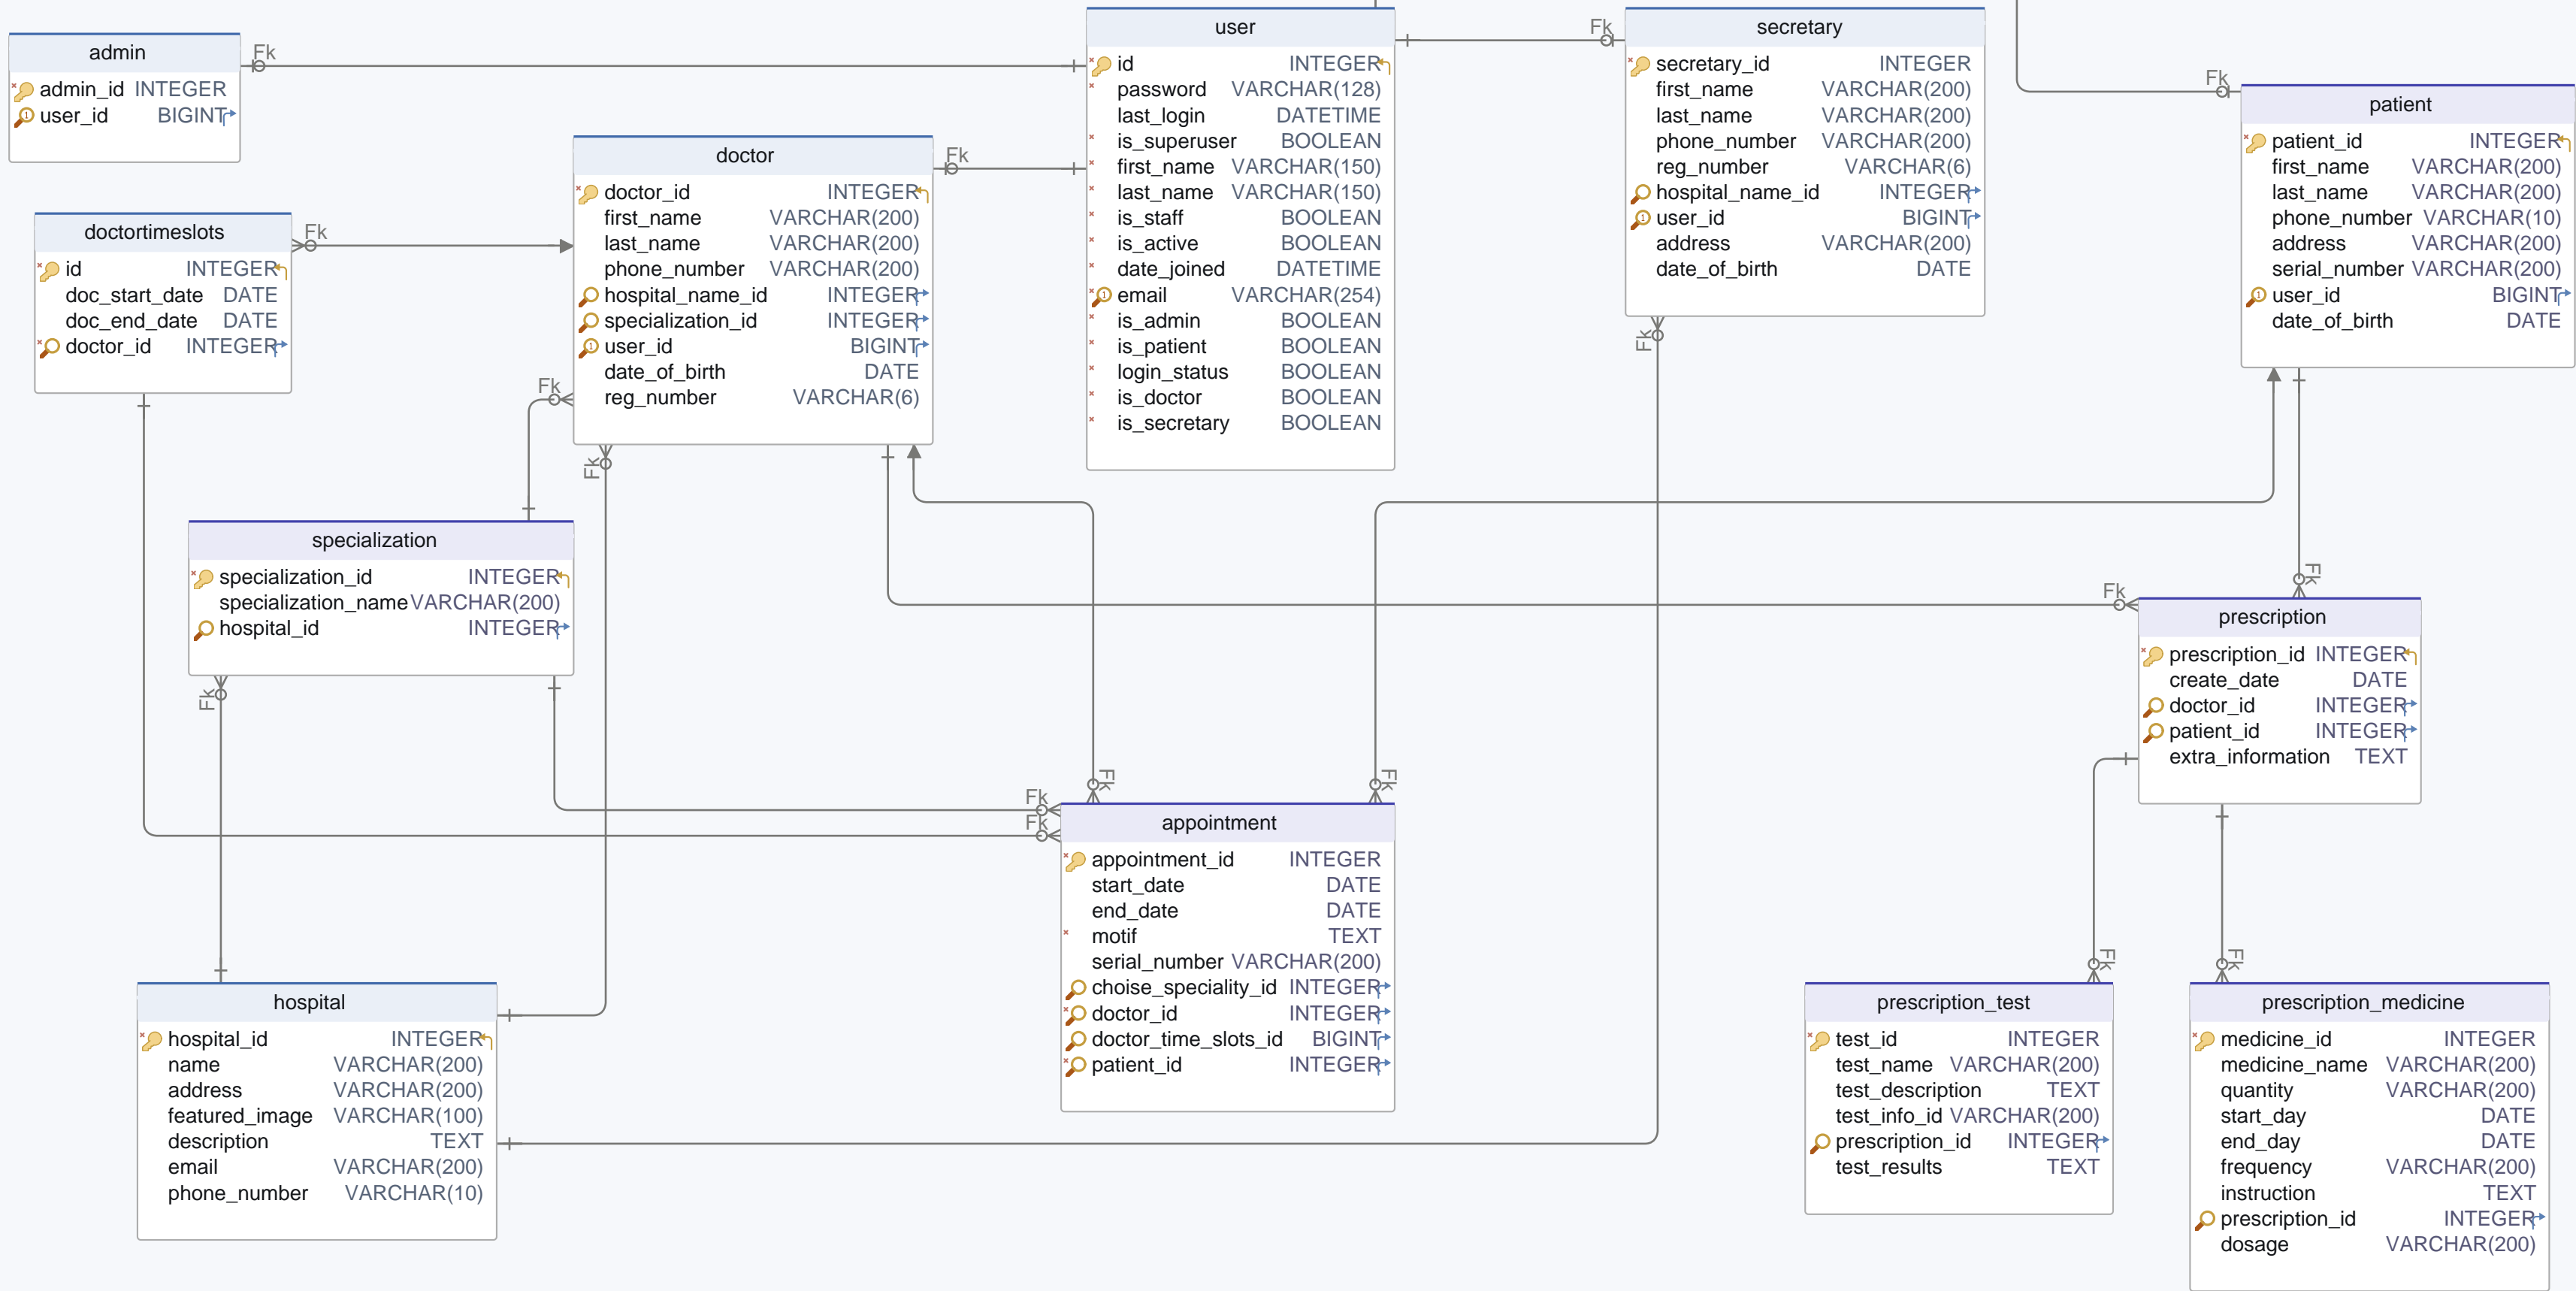 admin
Fk
admin_id INTEGER
user_id BIGINT
user
id INTEGER
password VARCHAR(128)
last_login DATETIME
is_superuser BOOLEAN
first_name VARCHAR(150)
last_name VARCHAR(150)
is_staff BOOLEAN
is_active BOOLEAN
date_joined DATETIME
email VARCHAR(254)
is_admin BOOLEAN
is_patient BOOLEAN
login_status BOOLEAN
is_doctor BOOLEAN
is_secretary BOOLEAN
Fk
secretary
secretary_id INTEGER
first_name VARCHAR(200)
last_name VARCHAR(200)
phone_number VARCHAR(200)
reg_number VARCHAR(6)
hospital_name_id INTEGER
user_id BIGINT
address VARCHAR(200)
date_of_birth DATE
Fk
Fk
patient
patient_id INTEGER
first_name VARCHAR(200)
last_name VARCHAR(200)
phone_number VARCHAR(10)
address VARCHAR(200)
serial_number VARCHAR(200)
user_id BIGINT
date_of_birth DATE
doctor
Fk
doctor_id INTEGER
first_name VARCHAR(200)
last_name VARCHAR(200)
phone_number VARCHAR(200)
hospital_name_id INTEGER
specialization_id INTEGER
user_id BIGINT
date_of_birth DATE
reg_number VARCHAR(6)
Fk
Fk
doctortimeslots
Fk
id INTEGER
doc_start_date DATE
doc_end_date DATE
doctor_id INTEGER
specialization
specialization_id INTEGER
specialization_name VARCHAR(200)
hospital_id INTEGER
Fk
Fk
Fk
prescription
prescription_id INTEGER
create_date DATE
doctor_id INTEGER
patient_id INTEGER
extra_information TEXT
Fk
Fk
Fk
Fk
appointment
appointment_id INTEGER
start_date DATE
end_date DATE
motif TEXT
serial_number VARCHAR(200)
choise_speciality_id INTEGER
doctor_id INTEGER
doctor_time_slots_id BIGINT
patient_id INTEGER
hospital
hospital_id INTEGER
name VARCHAR(200)
address VARCHAR(200)
featured_image VARCHAR(100)
description TEXT
email VARCHAR(200)
phone_number VARCHAR(10)
Fk
prescription_test
test_id INTEGER
test_name VARCHAR(200)
test_description TEXT
test_info_id VARCHAR(200)
prescription_id INTEGER
test_results TEXT
Fk
prescription_medicine
medicine_id INTEGER
medicine_name VARCHAR(200)
quantity VARCHAR(200)
start_day DATE
end_day DATE
frequency VARCHAR(200)
instruction TEXT
prescription_id INTEGER
dosage VARCHAR(200)